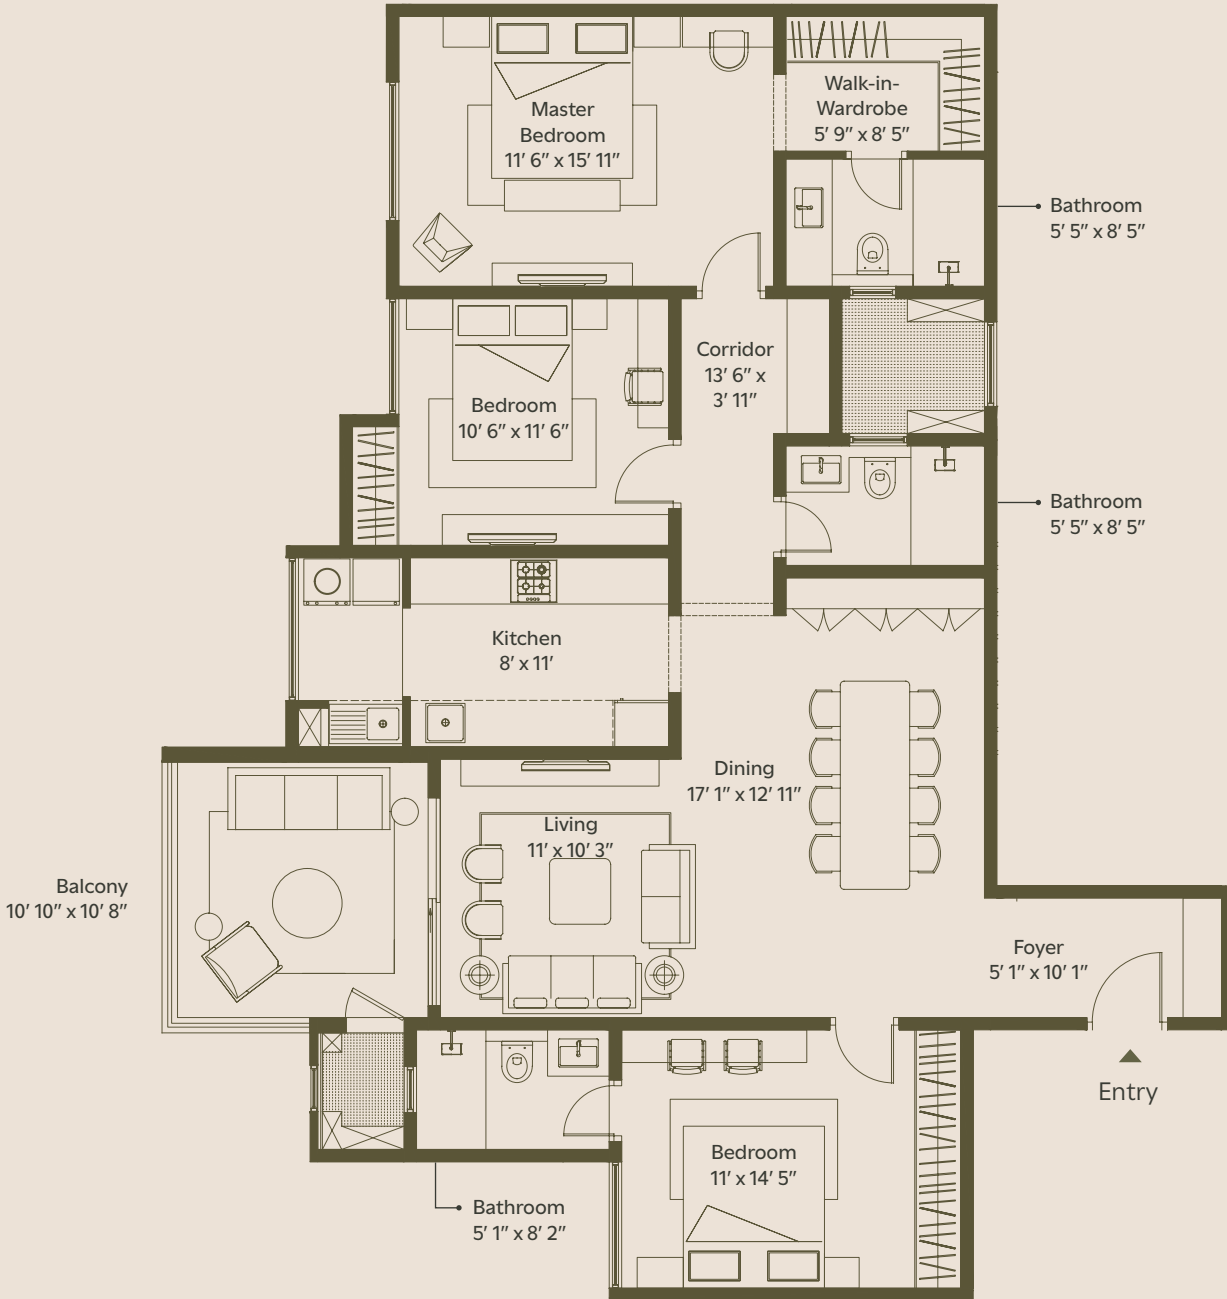 Master
Bedroom
11' 6" x 15' 11"
Walk-in-
Wardrobe
5' 9" x 8' 5"
Bathroom
5' 5" x 8' 5"
Corridor
13' 6" x
3' 11"
Bedroom
10' 6" x 11' 6"
Bathroom
5' 5" x 8' 5"
Kitchen
8' x 11'
Dining
17' 1" x 12' 11"
Living
11' x 10' 3"
Balcony
10' 10" x 10' 8"
Foyer
5' 1" x 10' 1"
Entry
Bedroom
11' x 14' 5"
Bathroom
5' 1" x 8' 2"